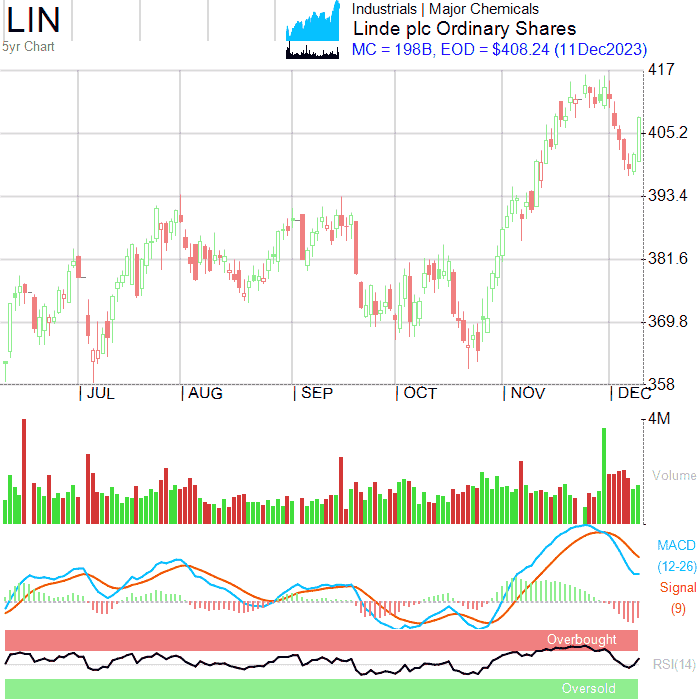 LIN
5yr Chart
Industrials | Major Chemicals
Linde plc Ordinary Shares
MC = 198B, EOD = $408.24 (11Dec2023)
417
405.2
393.4
381.6
369.8
358
JUL AUG SEP OCT NOV DEC
4M
Volume
MACD
(12-26)
Signal
(9)
Overbought
RSI(14)
Oversold